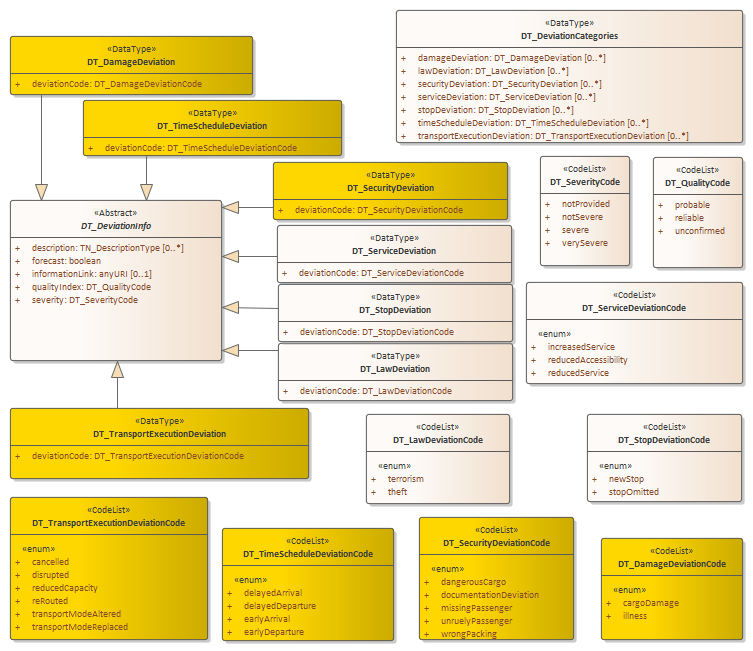 «DataType»
DT_DamageDeviation
+ deviationCode: DT_DamageDeviationCode
«DataType»
DT_DeviationCategories
+ damageDeviation: DT_DamageDeviation [0..*]
+ lawDeviation: DT_LawDeviation [0..*]
+ securityDeviation: DT_SecurityDeviation [0..*]
+ serviceDeviation: DT_ServiceDeviation [0..*]
+ stopDeviation: DT_StopDeviation [0..*]
+ timeScheduleDeviation: DT_TimeScheduleDeviation [0..*]
+ transportExecutionDeviation: DT_TransportExecutionDeviation [0..*]
«DataType»
DT_TimeScheduleDeviation
+ deviationCode: DT_TimeScheduleDeviationCode
«DataType»
DT_SecurityDeviation
+ deviationCode: DT_SecurityDeviationCode
«CodeList»
DT_SeverityCode
+ notProvided
+ notSevere
+ severe
+ verySevere
«CodeList»
DT_QualityCode
+ probable
+ reliable
+ unconfirmed
«Abstract»
DT_DeviationInfo
+ description: TN_DescriptionType [0..*]
+ forecast: boolean
+ informationLink: anyURI [0..1]
+ qualityIndex: DT_QualityCode
+ severity: DT_SeverityCode
«DataType»
DT_ServiceDeviation
+ deviationCode: DT_ServiceDeviationCode
«DataType»
DT_StopDeviation
+ deviationCode: DT_StopDeviationCode
«DataType»
DT_LawDeviation
+ deviationCode: DT_LawDeviationCode
«CodeList»
DT_ServiceDeviationCode
«enum»
+ increasedService
+ reducedAccessibility
+ reducedService
«DataType»
DT_TransportExecutionDeviation
+ deviationCode: DT_TransportExecutionDeviationCode
«CodeList»
DT_LawDeviationCode
«enum»
+ terrorism
+ theft
«CodeList»
DT_StopDeviationCode
«enum»
+ newStop
+ stopOmitted
«CodeList»
DT_TransportExecutionDeviationCode
«enum»
+ cancelled
+ disrupted
+ reducedCapacity
+ reRouted
+ transportModeAltered
+ transportModeReplaced
«CodeList»
DT_TimeScheduleDeviationCode
«enum»
+ delayedArrival
+ delayedDeparture
+ earlyArrival
+ earlyDeparture
«CodeList»
DT_SecurityDeviationCode
«enum»
+ dangerousCargo
+ documentationDeviation
+ missingPassenger
+ unruelyPassenger
+ wrongPacking
«CodeList»
DT_DamageDeviationCode
«enum»
+ cargoDamage
+ illness